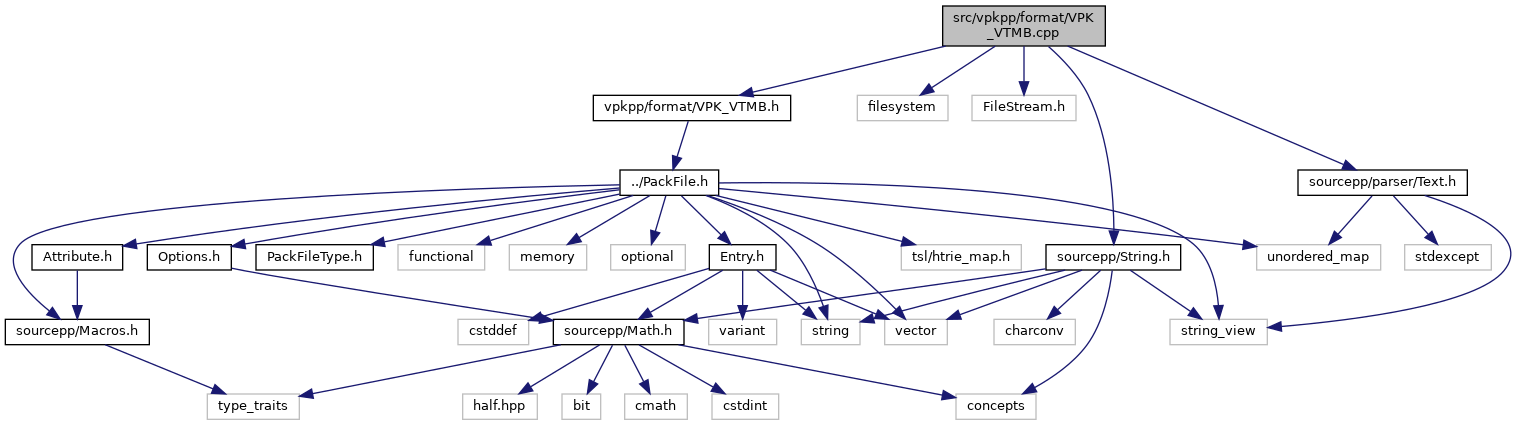 src/vpkpp/format/VPK
_VTMB.cpp
vpkpp/format/VPK_VTMB.h
filesystem
FileStream.h
../PackFile.h
sourcepp/parser/Text.h
Attribute.h
Options.h
PackFileType.h
functional
memory
optional
Entry.h
tsl/htrie_map.h
sourcepp/String.h
unordered_map
stdexcept
sourcepp/Macros.h
cstddef
sourcepp/Math.h
variant
string
vector
charconv
string_view
type_traits
half.hpp
bit
cmath
cstdint
concepts